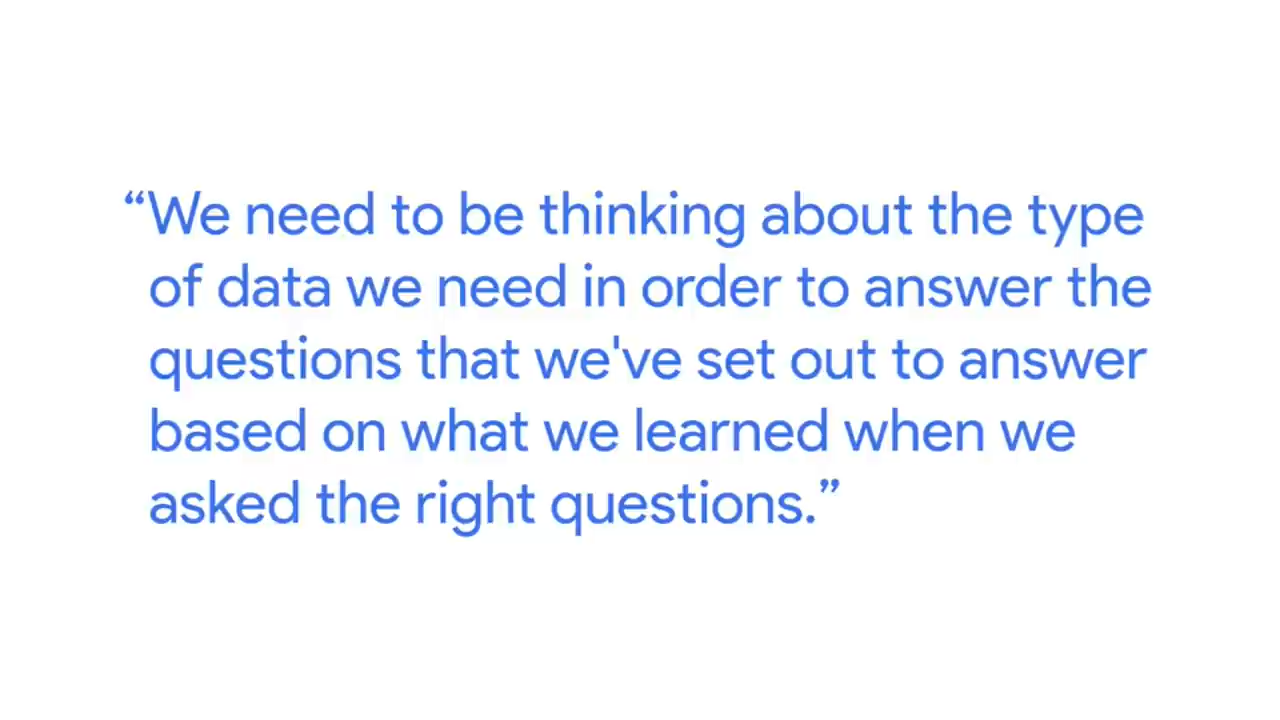 “We need to be thinking about the type
of data we need in order to answer the
questions that we've set out to answer
based on what we learned when we
asked the right questions.”